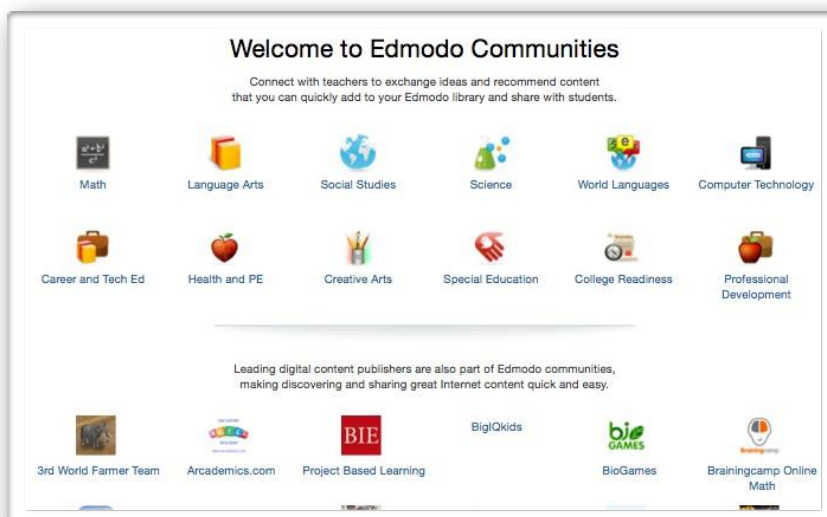 Welcome to Edmodo Communities
Connect with teachers to exchange ideas and recommend content
that you can quickly add to your Edmodo library and share with students.
Math
Language Arts
Social Studies
Science
World Languages
Computer Technology
Career and Tech Ed
Health and PE
Creative Arts
Special Education
College Readiness
Professional
Development
Leading digital content publishers are also part of Edmodo communities,
making discovering and sharing great Internet content quick and easy.
BIE
BigIQkids
bio
GAMES
Brainingcamp
3rd World Farmer Team
Arcademics.com
Project Based Learning
BioGames
Brainingcamp Online
Math